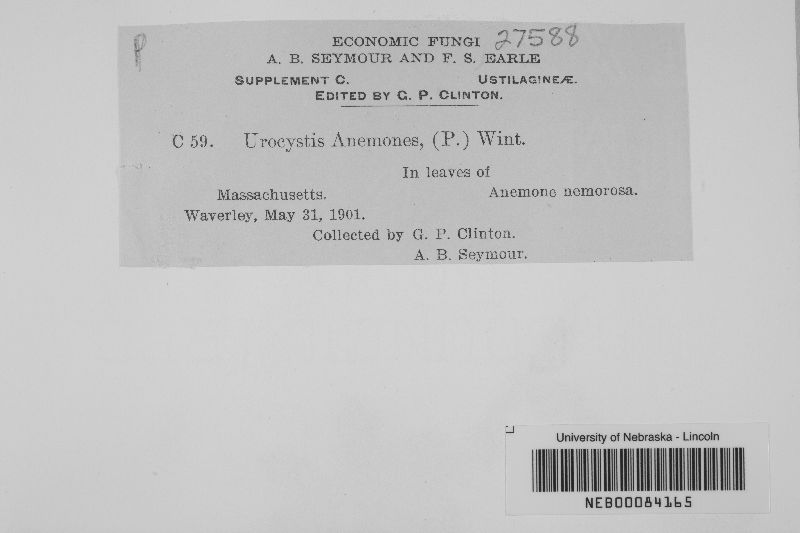 P
ECONOMIC FUNGI 27588
A. B. SEYMOUR AND F. S. EARLE
SUPPLEMENT C. USTILAGINEÆ.
EDITED BY G. P. CLINTON.
C 59. Urocystis Anemones, (P.) Wint.
In leaves of
Massachusetts. Anemone nemorosa.
Waverley, May 31, 1901.
Collected by G. P. Clinton.
A. B. Seymour.
University of Nebraska - Lincoln
NEB00084165